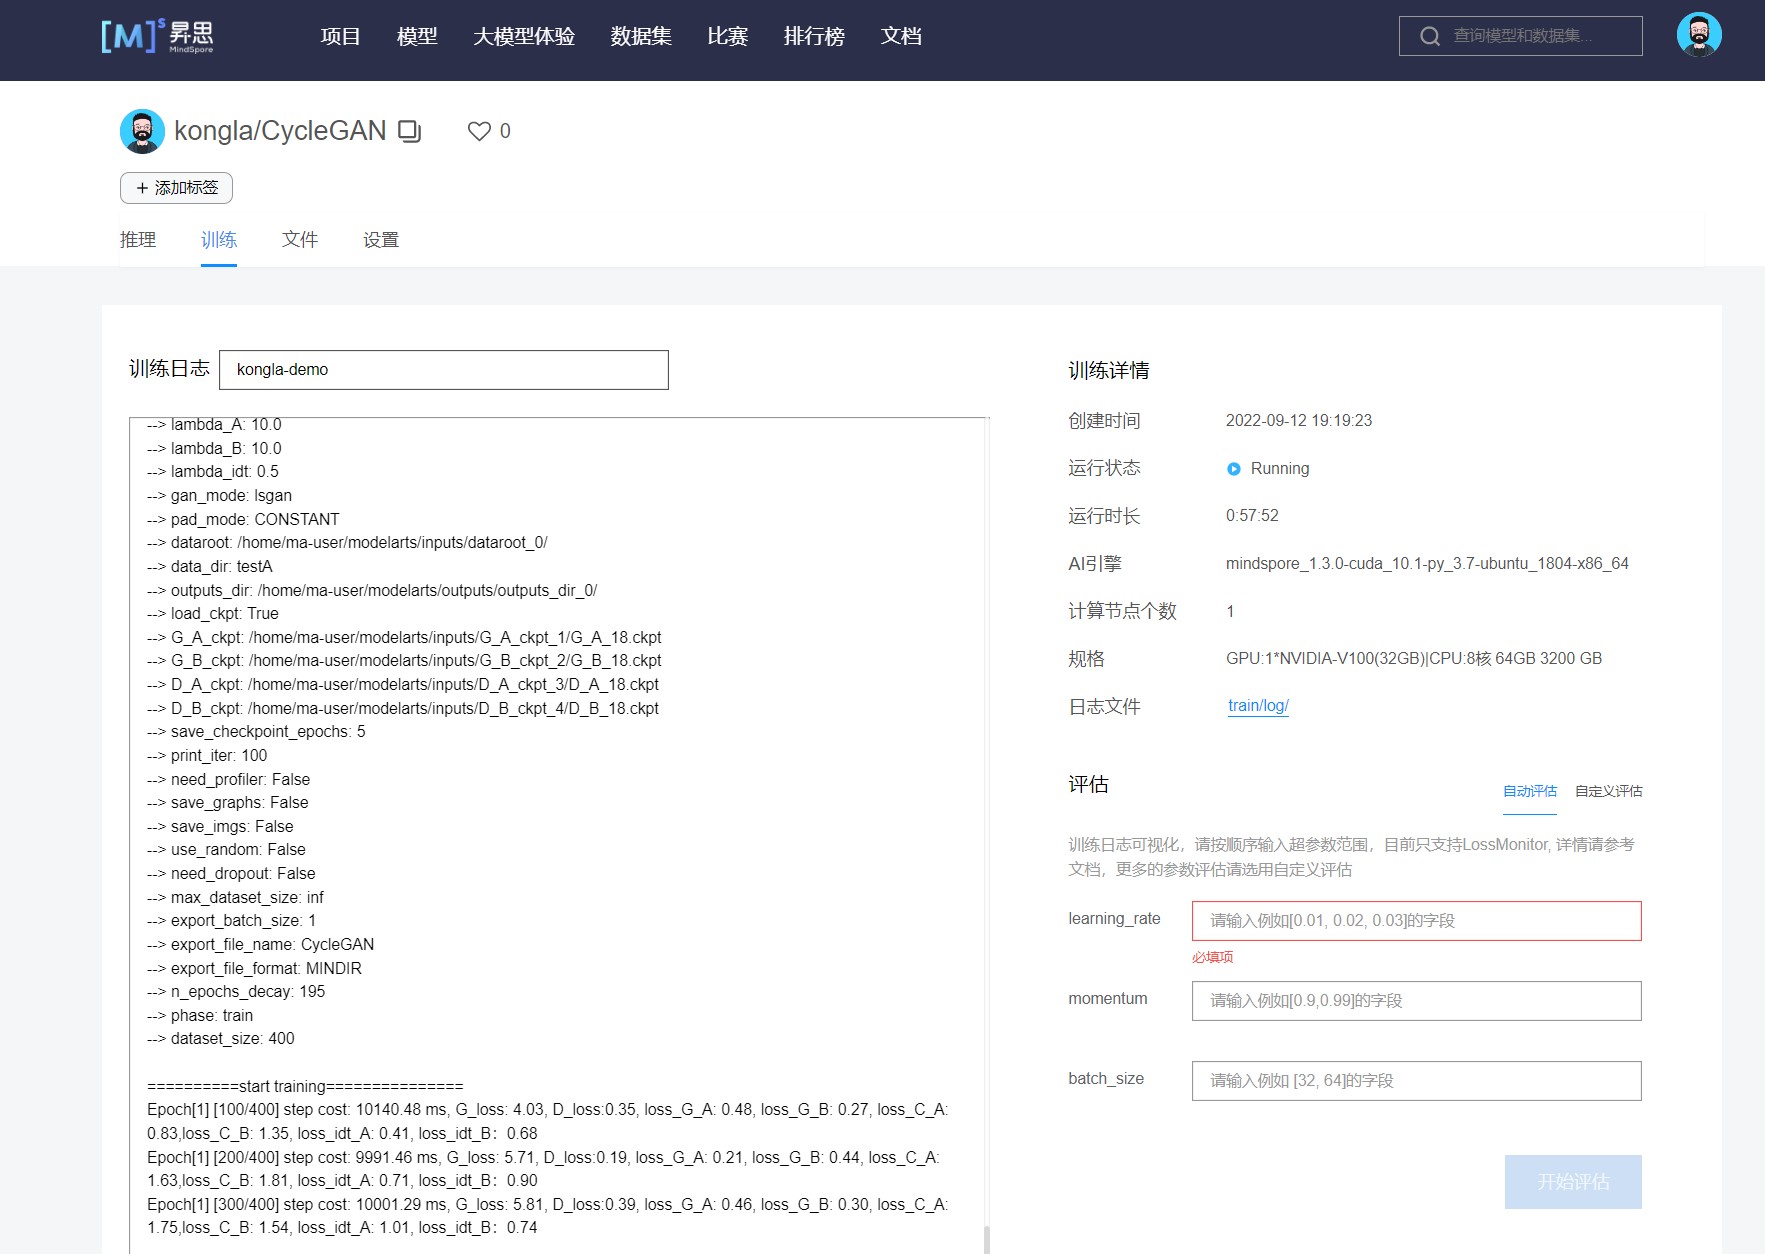 [M]s 昇思 MindSpore
项目 模型 大模型体验 数据集 比赛 排行榜 文档
查询模型和数据集...
kongla/CycleGAN 0
+ 添加标签
推理 训练 文件 设置
训练日志 kongla-demo
--> lambda_A: 10.0
--> lambda_B: 10.0
--> lambda_idt: 0.5
--> gan_mode: lsgan
--> pad_mode: CONSTANT
--> dataroot: /home/ma-user/modelarts/inputs/dataroot_0/
--> data_dir: testA
--> outputs_dir: /home/ma-user/modelarts/outputs/outputs_dir_0/
--> load_ckpt: True
--> G_A_ckpt: /home/ma-user/modelarts/inputs/G_A_ckpt_1/G_A_18.ckpt
--> G_B_ckpt: /home/ma-user/modelarts/inputs/G_B_ckpt_2/G_B_18.ckpt
--> D_A_ckpt: /home/ma-user/modelarts/inputs/D_A_ckpt_3/D_A_18.ckpt
--> D_B_ckpt: /home/ma-user/modelarts/inputs/D_B_ckpt_4/D_B_18.ckpt
--> save_checkpoint_epochs: 5
--> print_iter: 100
--> need_profiler: False
--> save_graphs: False
--> save_imgs: False
--> use_random: False
--> need_dropout: False
--> max_dataset_size: inf
--> export_batch_size: 1
--> export_file_name: CycleGAN
--> export_file_format: MINDIR
--> n_epochs_decay: 195
--> phase: train
--> dataset_size: 400
==========start training===============
Epoch[1] [100/400] step cost: 10140.48 ms, G_loss: 4.03, D_loss:0.35, loss_G_A: 0.48, loss_G_B: 0.27, loss_C_A:
0.83,loss_C_B: 1.35, loss_idt_A: 0.41, loss_idt_B：0.68
Epoch[1] [200/400] step cost: 9991.46 ms, G_loss: 5.71, D_loss:0.19, loss_G_A: 0.21, loss_G_B: 0.44, loss_C_A:
1.63,loss_C_B: 1.81, loss_idt_A: 0.71, loss_idt_B：0.90
Epoch[1] [300/400] step cost: 10001.29 ms, G_loss: 5.81, D_loss:0.39, loss_G_A: 0.46, loss_G_B: 0.30, loss_C_A:
1.75,loss_C_B: 1.54, loss_idt_A: 1.01, loss_idt_B：0.74
训练详情
创建时间 2022-09-12 19:19:23
运行状态 Running
运行时长 0:57:52
AI引擎 mindspore_1.3.0-cuda_10.1-py_3.7-ubuntu_1804-x86_64
计算节点个数 1
规格 GPU:1*NVIDIA-V100(32GB)|CPU:8核 64GB 3200 GB
日志文件 train/log/
评估 自动评估 自定义评估
训练日志可视化，请按顺序输入超参数范围，目前只支持LossMonitor, 详情请参考
文档，更多的参数评估请选用自定义评估
learning_rate 请输入例如[0.01, 0.02, 0.03]的字段
必填项
momentum 请输入例如[0.9,0.99]的字段
batch_size 请输入例如 [32, 64]的字段
开始评估